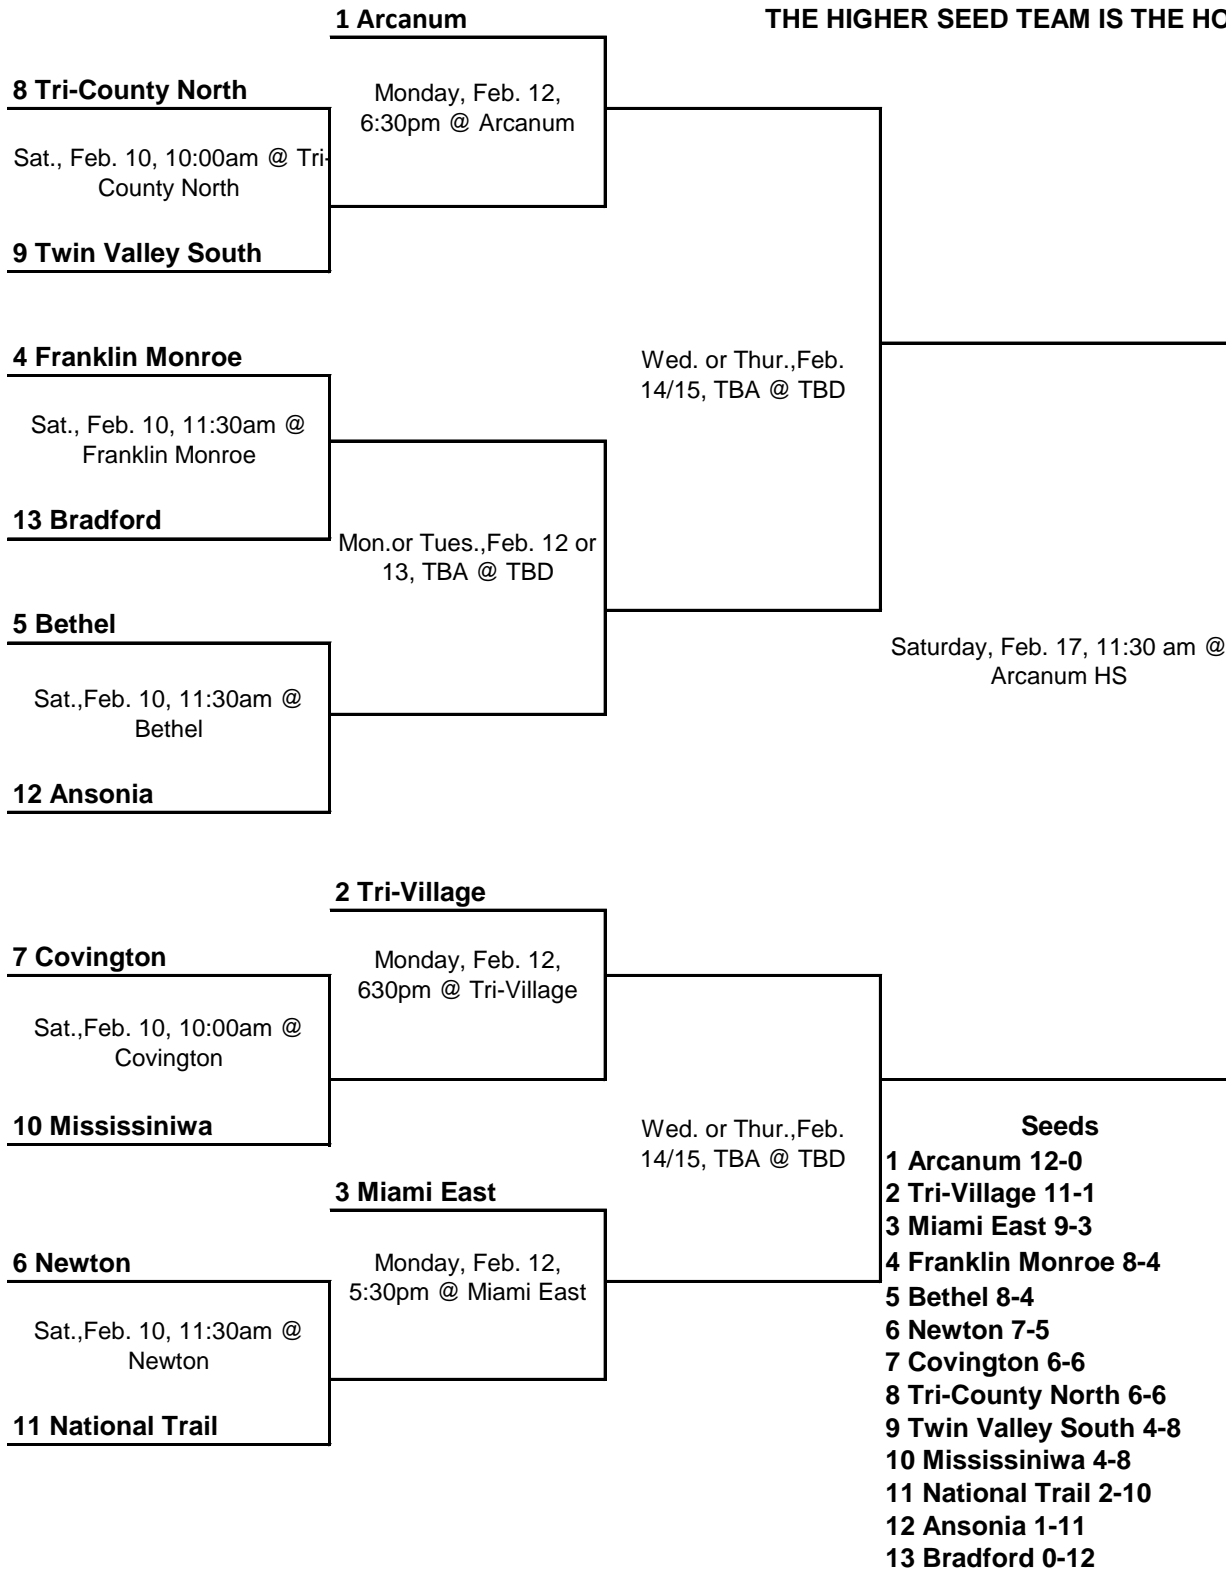 1 Arcanum
THE HIGHER SEED TEAM IS THE HO
8 Tri-County North
Monday, Feb. 12,
6:30pm @ Arcanum
Sat., Feb. 10, 10:00am @ Tri-
County North
9 Twin Valley South
4 Franklin Monroe
Wed. or Thur.,Feb.
14/15, TBA @ TBD
Sat., Feb. 10, 11:30am @
Franklin Monroe
13 Bradford
Mon.or Tues.,Feb. 12 or
13, TBA @ TBD
5 Bethel
Saturday, Feb. 17, 11:30 am @
Arcanum HS
Sat.,Feb. 10, 11:30am @
Bethel
12 Ansonia
2 Tri-Village
7 Covington
Monday, Feb. 12,
630pm @ Tri-Village
Sat.,Feb. 10, 10:00am @
Covington
10 Mississiniwa
Wed. or Thur.,Feb.
14/15, TBA @ TBD
3 Miami East
6 Newton
Monday, Feb. 12,
5:30pm @ Miami East
Sat.,Feb. 10, 11:30am @
Newton
11 National Trail
Seeds
1 Arcanum 12-0
2 Tri-Village 11-1
3 Miami East 9-3
4 Franklin Monroe 8-4
5 Bethel 8-4
6 Newton 7-5
7 Covington 6-6
8 Tri-County North 6-6
9 Twin Valley South 4-8
10 Mississiniwa 4-8
11 National Trail 2-10
12 Ansonia 1-11
13 Bradford 0-12